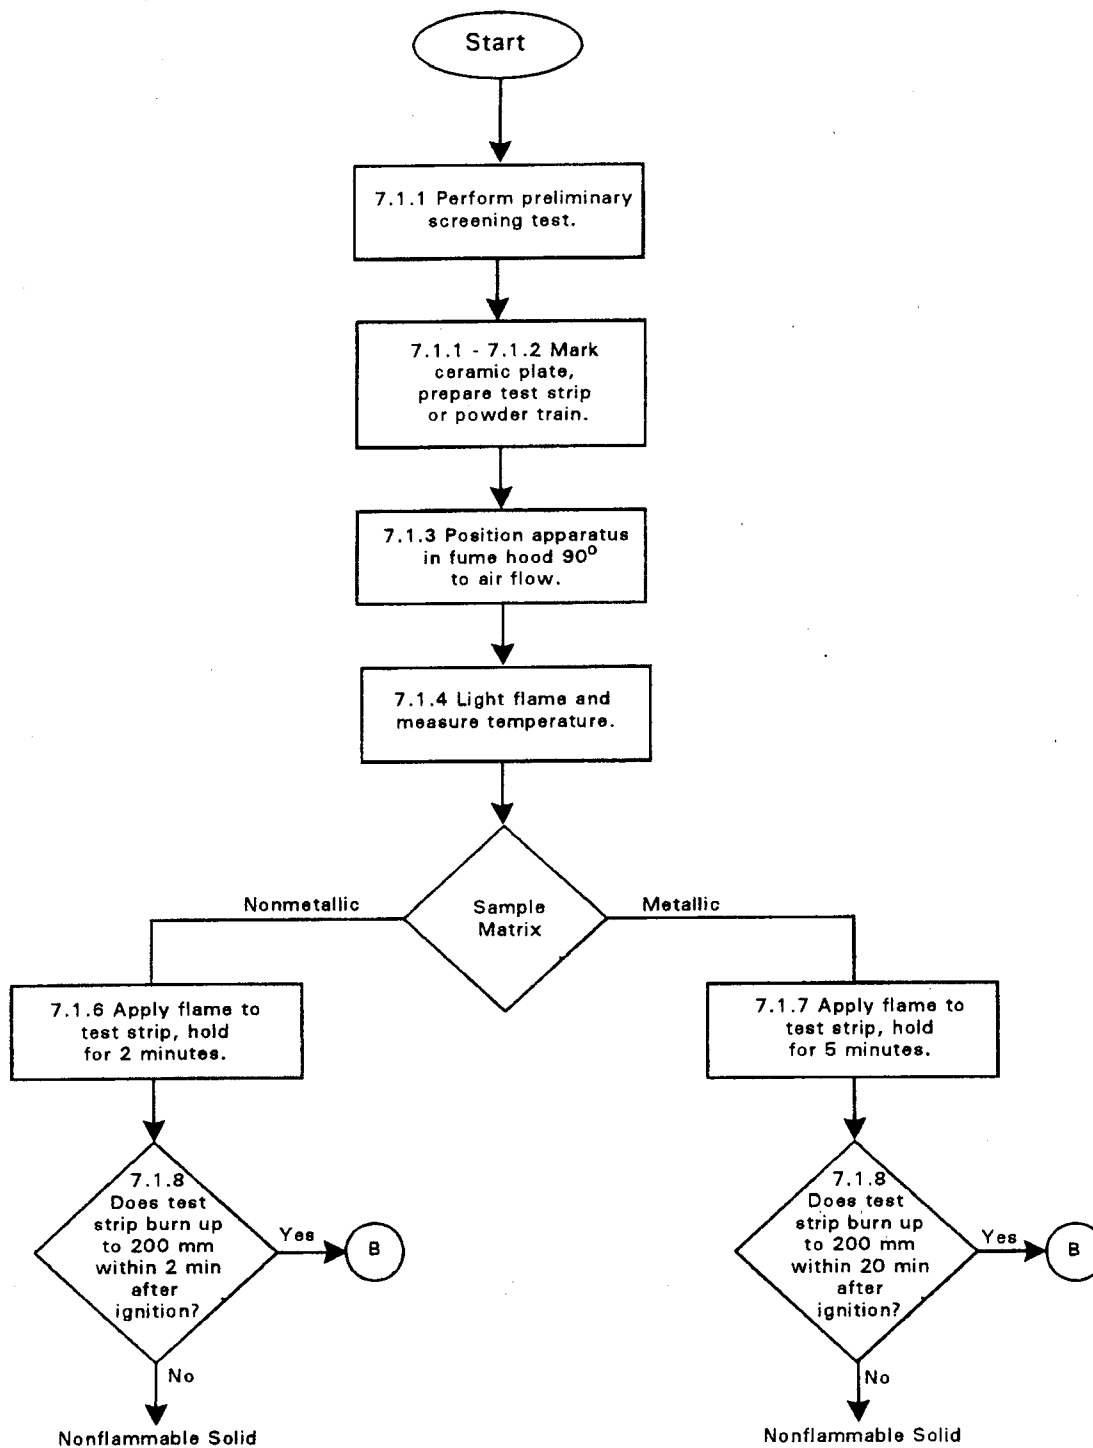 Start
7.1.1 Perform preliminary
screening test.
7.1.1 - 7.1.2 Mark
ceramic plate,
prepare test strip
or powder train.
7.1.3 Position apparatus
in fume hood 90°
to air flow.
7.1.4 Light flame and
measure temperature.
Sample
Matrix
Nonmetallic
Metallic
7.1.6 Apply flame to
test strip, hold
for 2 minutes.
7.1.7 Apply flame to
test strip, hold
for 5 minutes.
7.1.8
Does test
strip burn up
to 200 mm
within 2 min
after
ignition?
Yes
B
No
Nonflammable Solid
7.1.8
Does test
strip burn up
to 200 mm
within 20 min
after
ignition?
Yes
B
No
Nonflammable Solid